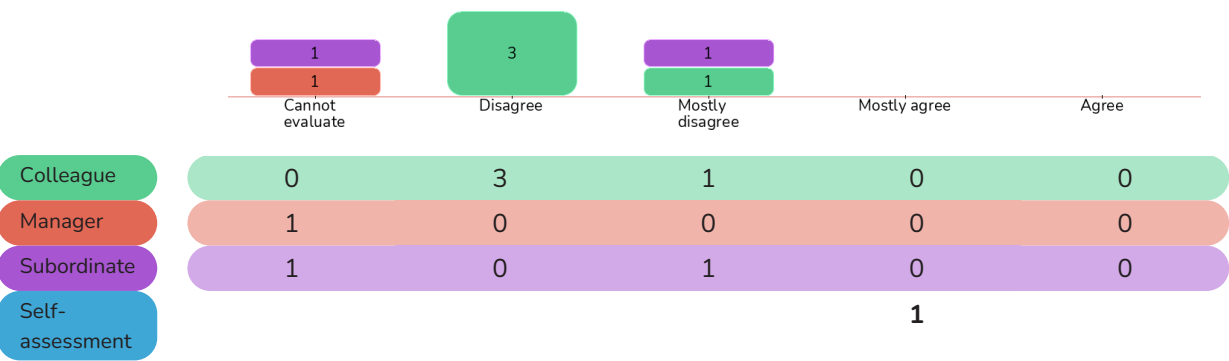 1 3 1
1 1
Cannot evaluate Disagree Mostly disagree Mostly agree Agree
Colleague 0 3 1 0 0
Manager 1 0 0 0 0
Subordinate 1 0 1 0 0
Self-
assessment 1